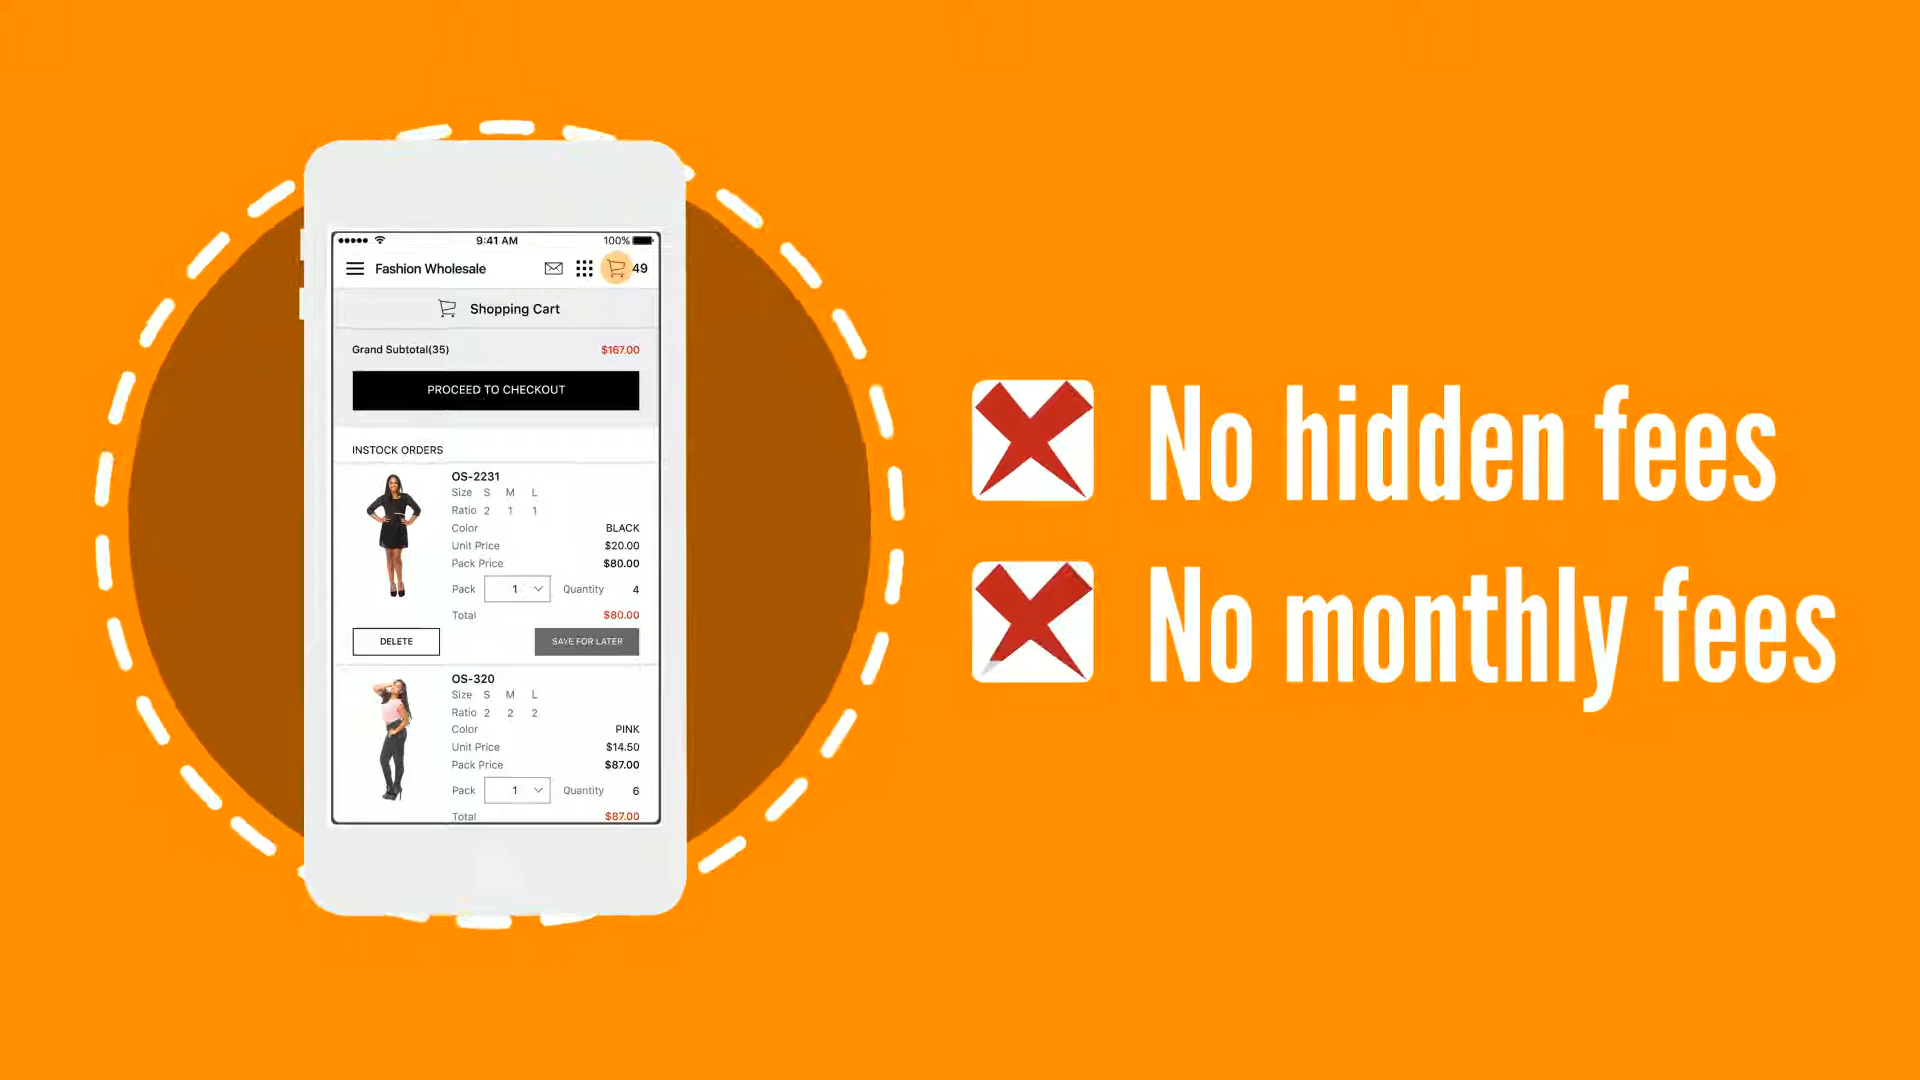 9:41 AM 100%
Fashion Wholesale 49
Shopping Cart
Grand Subtotal(35) $167.00
PROCEED TO CHECKOUT
INSTOCK ORDERS
OS-2231
Size S M L
Ratio 2 1 1
Color BLACK
Unit Price $20.00
Pack Price $80.00
Pack 1 Quantity 4
Total $80.00
DELETE SAVE FOR LATER
OS-320
Size S M L
Ratio 2 2 2
Color PINK
Unit Price $14.50
Pack Price $87.00
Pack 1 Quantity 6
Total $87.00
No hidden fees
No monthly fees